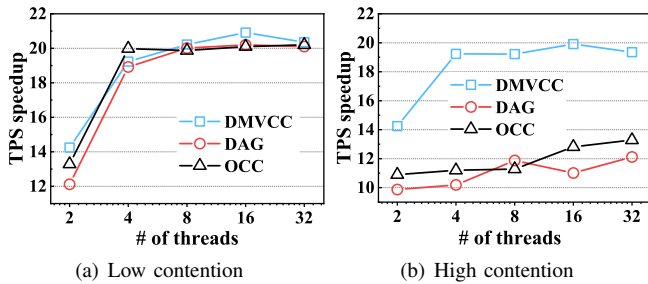 TPS speedup
22
20
18
16
14
12
DMVCC
DAG
OCC
2 4 8 16 32
# of threads
(a) Low contention
TPS speedup
22
20
18
16
14
12
10
DMVCC
DAG
OCC
2 4 8 16 32
# of threads
(b) High contention